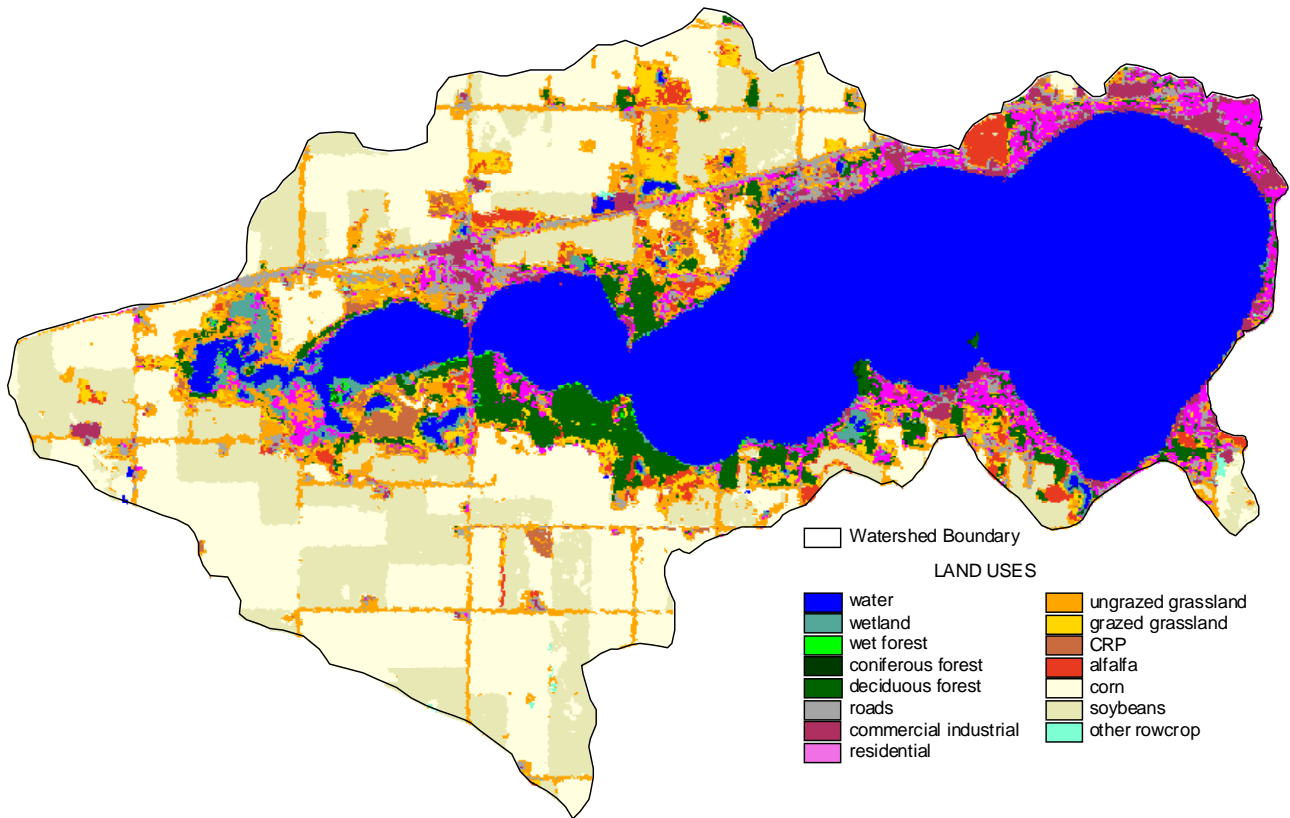 Watershed Boundary
LAND USES
water
wetland
wet forest
coniferous forest
deciduous forest
roads
commercial industrial
residential
ungrazed grassland
grazed grassland
CRP
alfalfa
corn
soybeans
other rowcrop